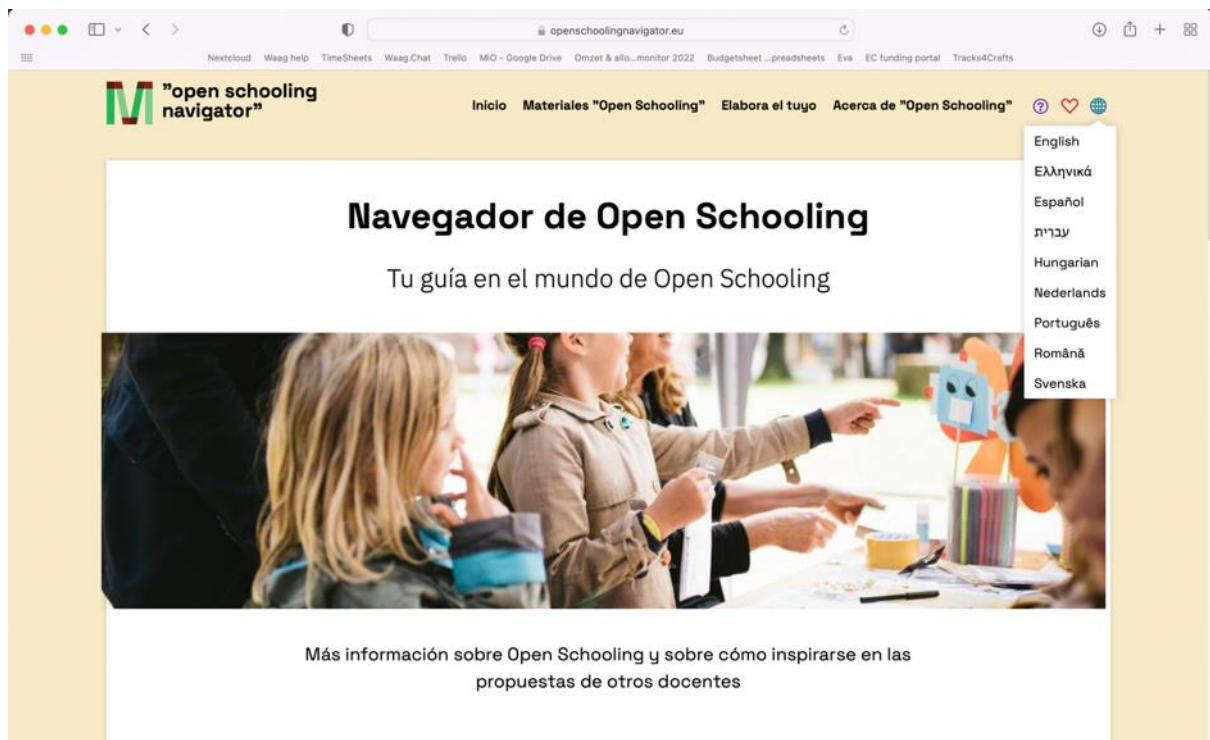 openschoolingnavigator.eu
Nextcloud Waag help TimeSheets Waag.Chat Trello MiO - Google Drive Omzet & allo...monitor 2022 Budgetsheet ...preadsheets Eva EC funding portal Tracks4Crafts
"open schooling
navigator"
Inicio Materiales "Open Schooling" Elabora el tuyo Acerca de "Open Schooling"
English
Ελληνικά
Español
עברית
Hungarian
Nederlands
Português
Română
Svenska
Navegador de Open Schooling
Tu guía en el mundo de Open Schooling
Más información sobre Open Schooling y sobre cómo inspirarse en las
propuestas de otros docentes